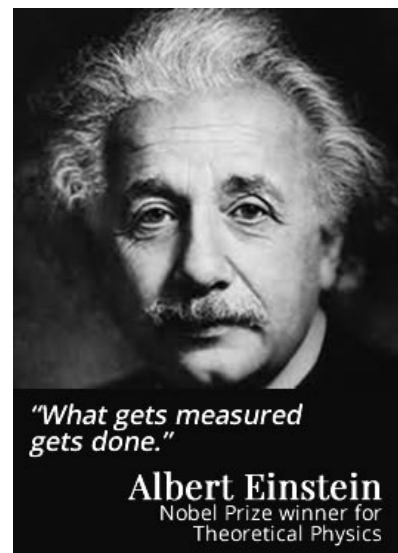 “What gets measured
gets done.”
Albert Einstein
Nobel Prize winner for
Theoretical Physics